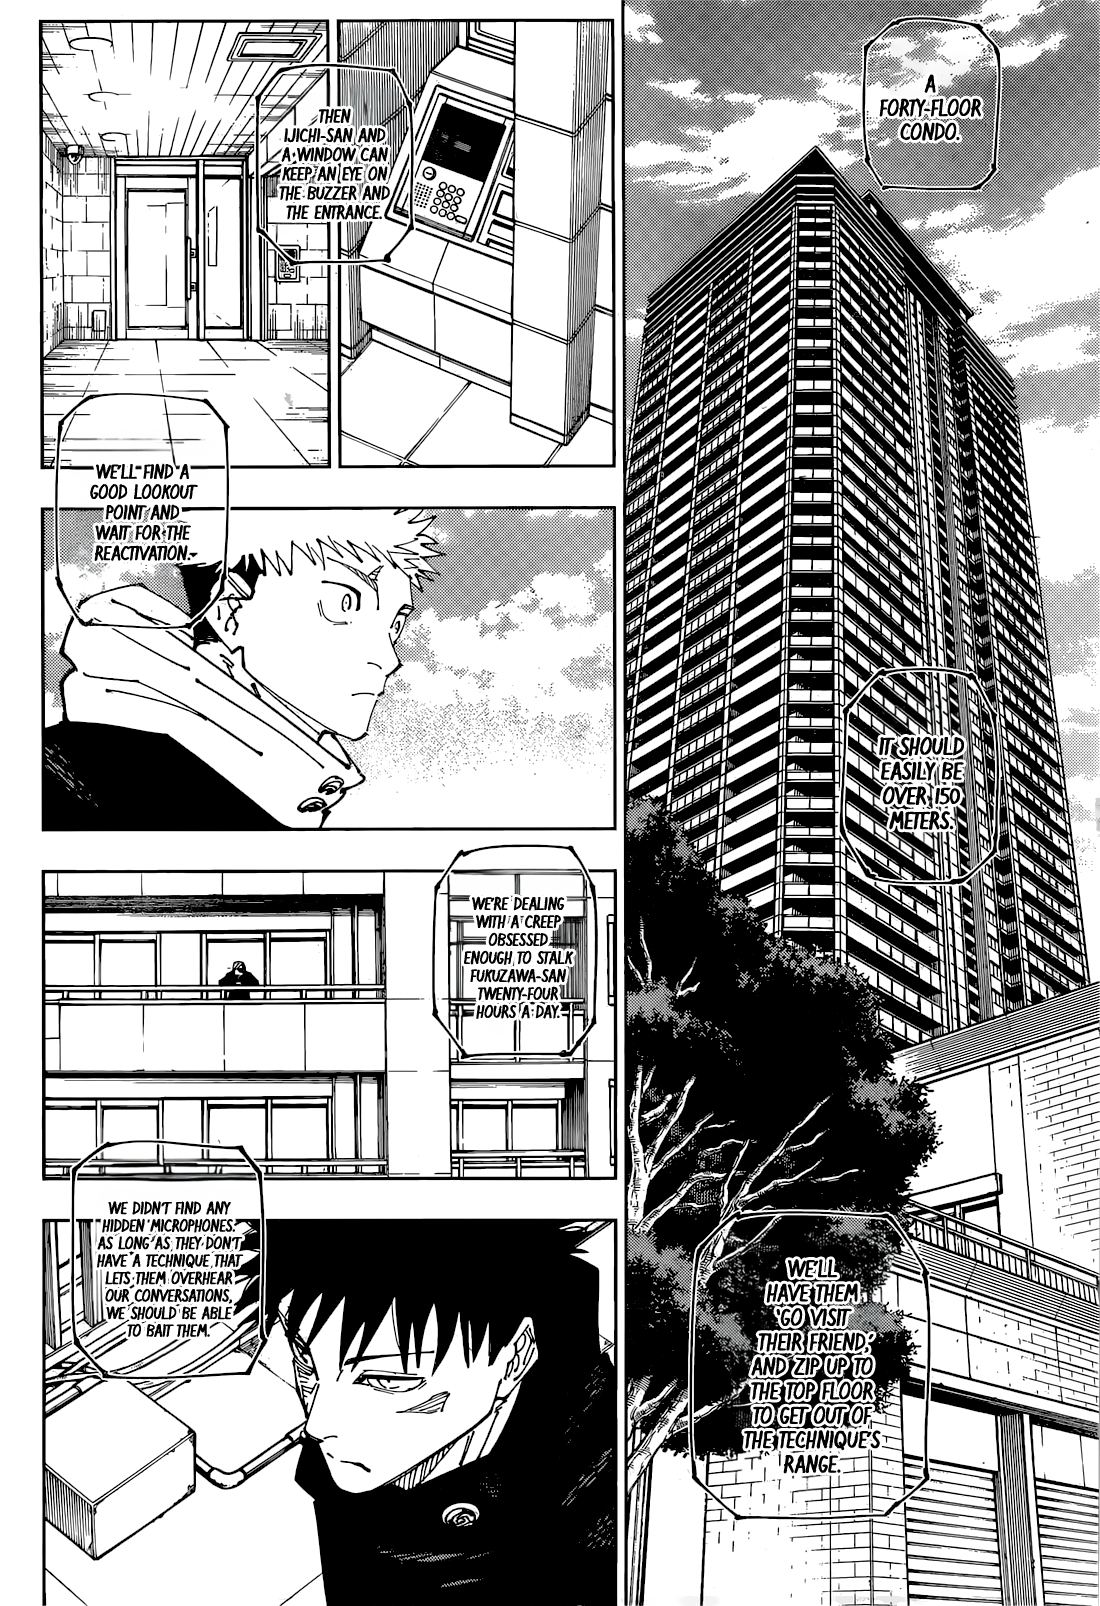 A
FORTY-FLOOR
CONDO.
IT SHOULD
EASILY BE
OVER 150
METERS.
WE'LL
HAVE THEM
'GO VISIT
THEIR FRIEND,'
AND ZIP UP TO
THE TOP FLOOR
TO GET OUT OF
THE TECHNIQUE'S
RANGE.
THEN
IJICHI-SAN AND
A WINDOW CAN
KEEP AN EYE ON
THE BUZZER AND
THE ENTRANCE.
WE'LL FIND A
GOOD LOOKOUT
POINT AND
WAIT FOR THE
REACTIVATION.
WE'RE DEALING
WITH A CREEP
OBSESSED
ENOUGH TO STALK
FUKUZAWA-SAN
TWENTY-FOUR
HOURS A DAY.
WE DIDN'T FIND ANY
HIDDEN MICROPHONES.
AS LONG AS THEY DON'T
HAVE A TECHNIQUE THAT
LETS THEM OVERHEAR
OUR CONVERSATIONS,
WE SHOULD BE ABLE
TO BAIT THEM.